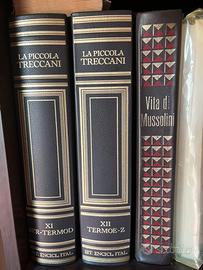 LA PICCOLA
TRECCANI
XI
TER-TERMOD
IST. ENCICL. ITAL.
LA PICCOLA
TRECCANI
XII
TERMOE-Z
IST. ENCICL. ITAL.
Vita di
Mussolini